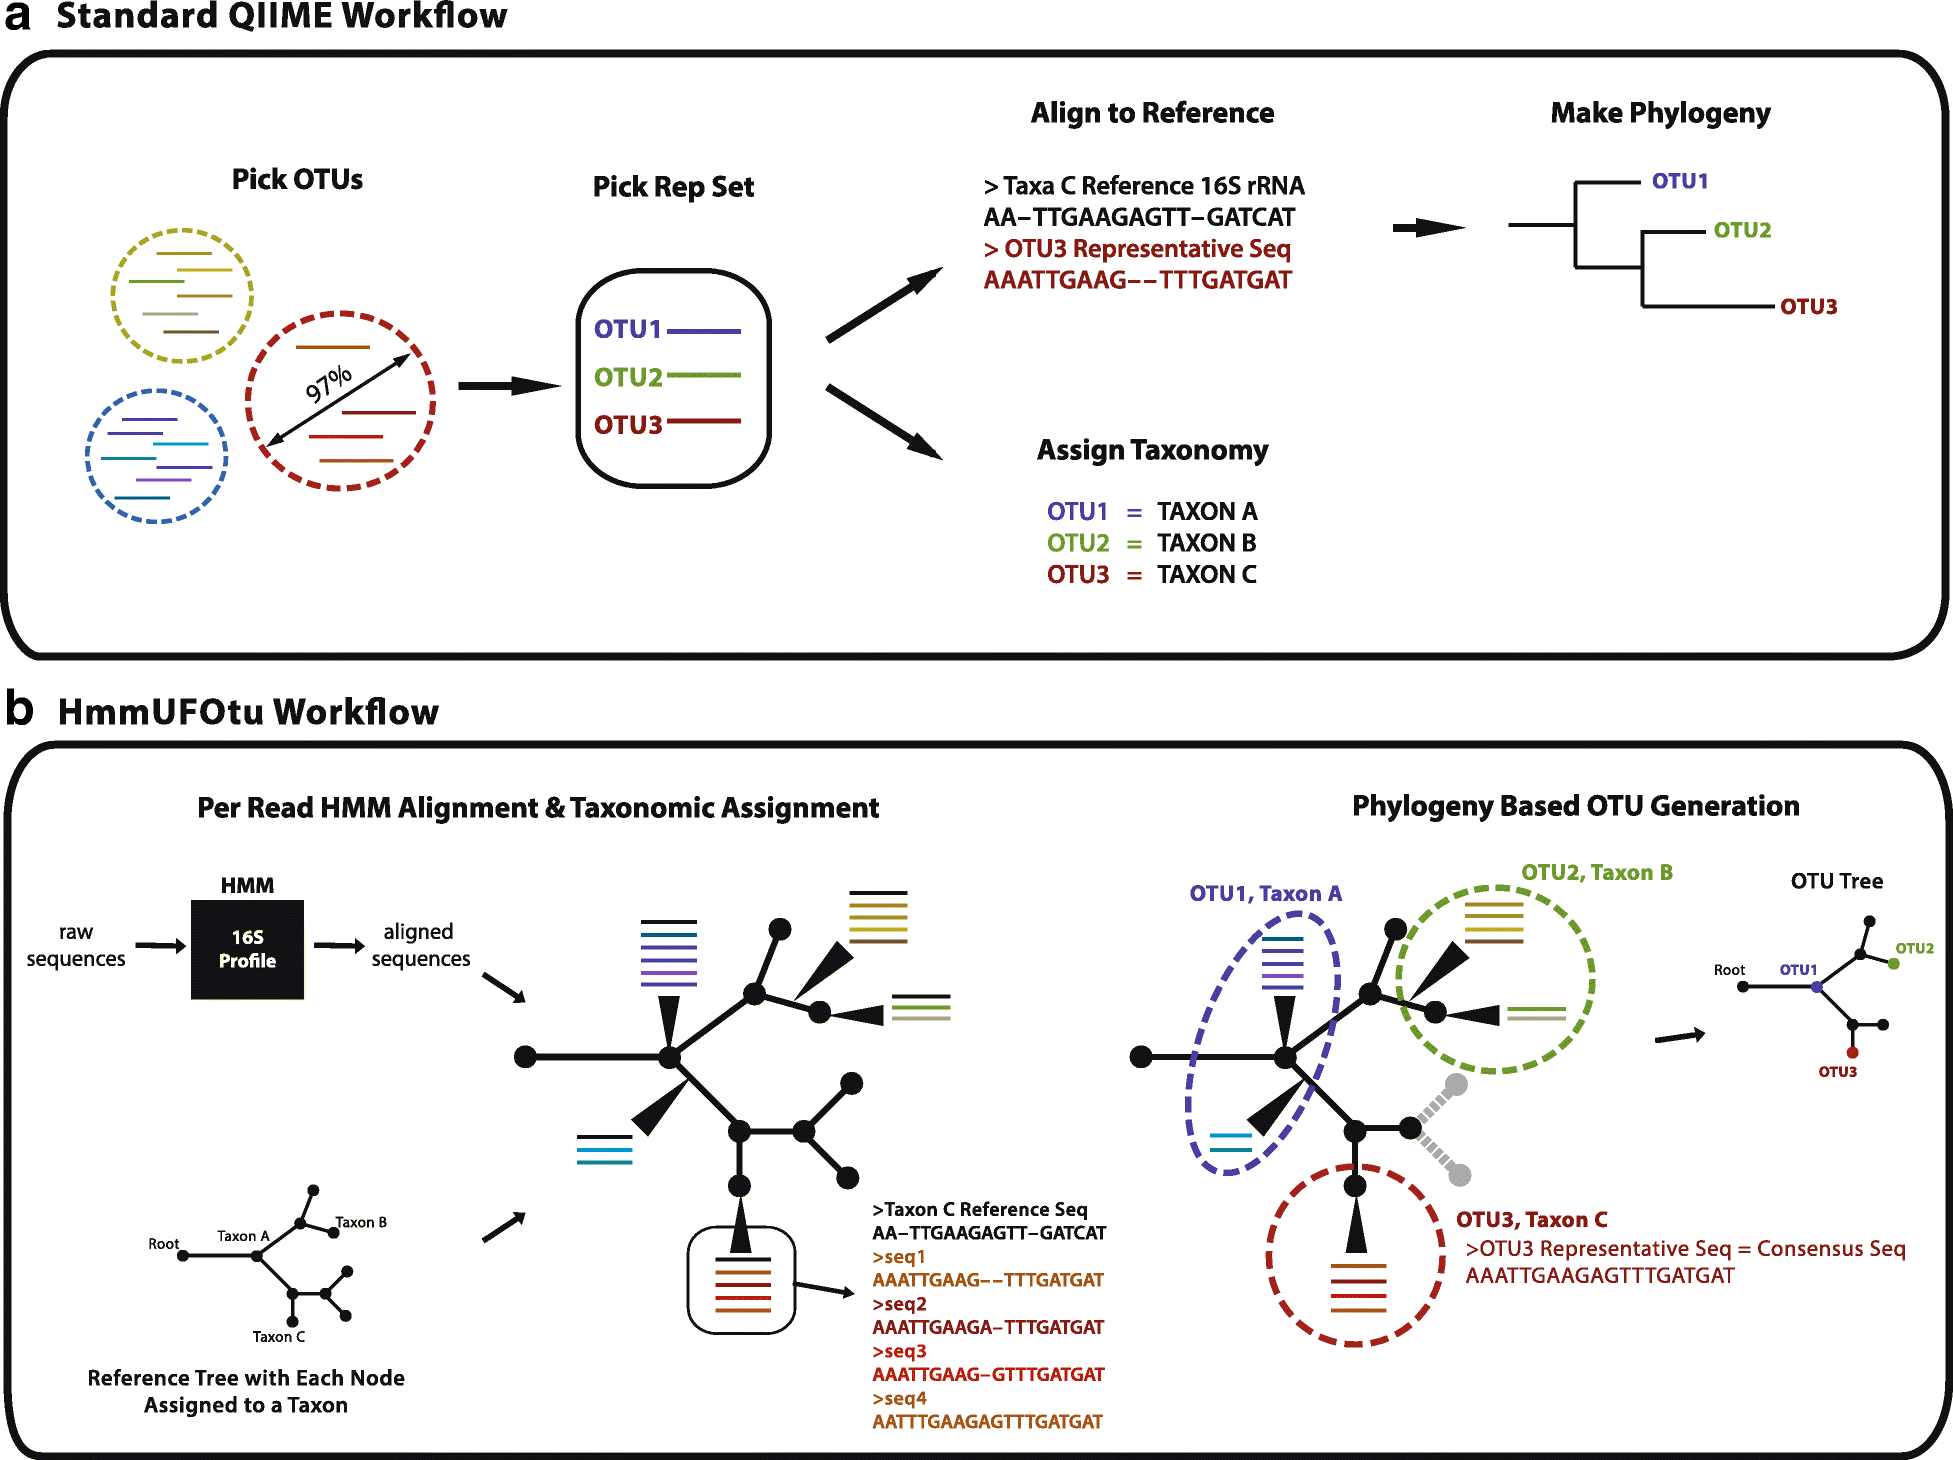 a Standard QIIME Workflow
Pick OTUs
97%
Pick Rep Set
OTU1
OTU2
OTU3
Align to Reference
> Taxa C Reference 16S rRNA
AA–TTGAAGAGTT–GATCAT
> OTU3 Representative Seq
AAATTGAAG––TTTGATGAT
Make Phylogeny
OTU1
OTU2
OTU3
Assign Taxonomy
OTU1 = TAXON A
OTU2 = TAXON B
OTU3 = TAXON C
b HmmUFOtu Workflow
Per Read HMM Alignment & Taxonomic Assignment
HMM
raw
sequences
16S
Profile
aligned
sequences
Root
Taxon A
Taxon B
Taxon C
Reference Tree with Each Node
Assigned to a Taxon
>Taxon C Reference Seq
AA–TTGAAGAGTT–GATCAT
>seq1
AAATTGAAG––TTTGATGAT
>seq2
AAATTGAAGA–TTTGATGAT
>seq3
AAATTGAAG–GTTTGATGAT
>seq4
AATTTGAAGAGTTTGATGAT
Phylogeny Based OTU Generation
OTU1, Taxon A
OTU2, Taxon B
OTU3, Taxon C
>OTU3 Representative Seq = Consensus Seq
AAATTGAAGAGTTTGATGAT
OTU Tree
Root
OTU1
OTU2
OTU3